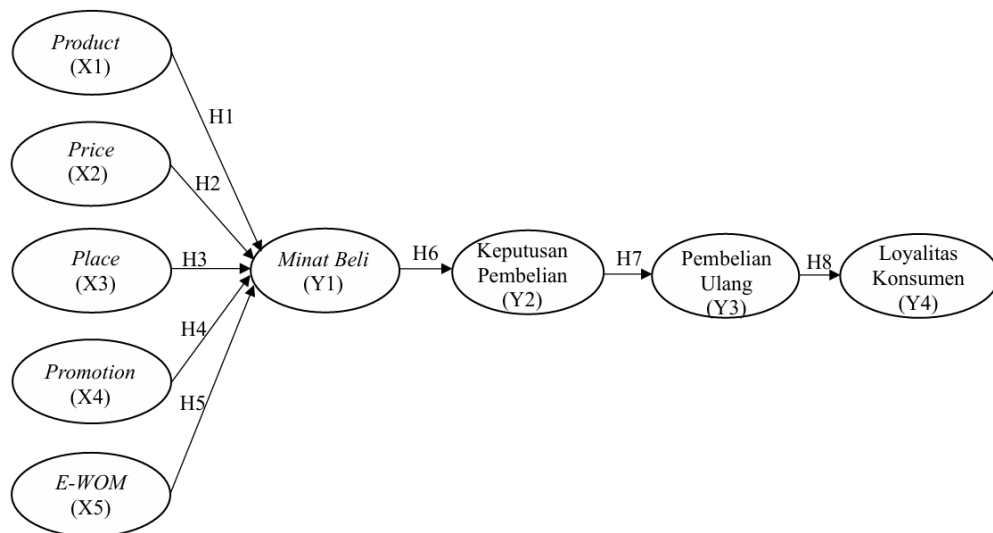 Product
(X1)
H1
Price
(X2)
H2
Place
(X3)
H3
Promotion
(X4)
H4
E-WOM
(X5)
H5
Minat Beli
(Y1)
H6
Keputusan
Pembelian
(Y2)
H7
Pembelian
Ulang
(Y3)
H8
Loyalitas
Konsumen
(Y4)